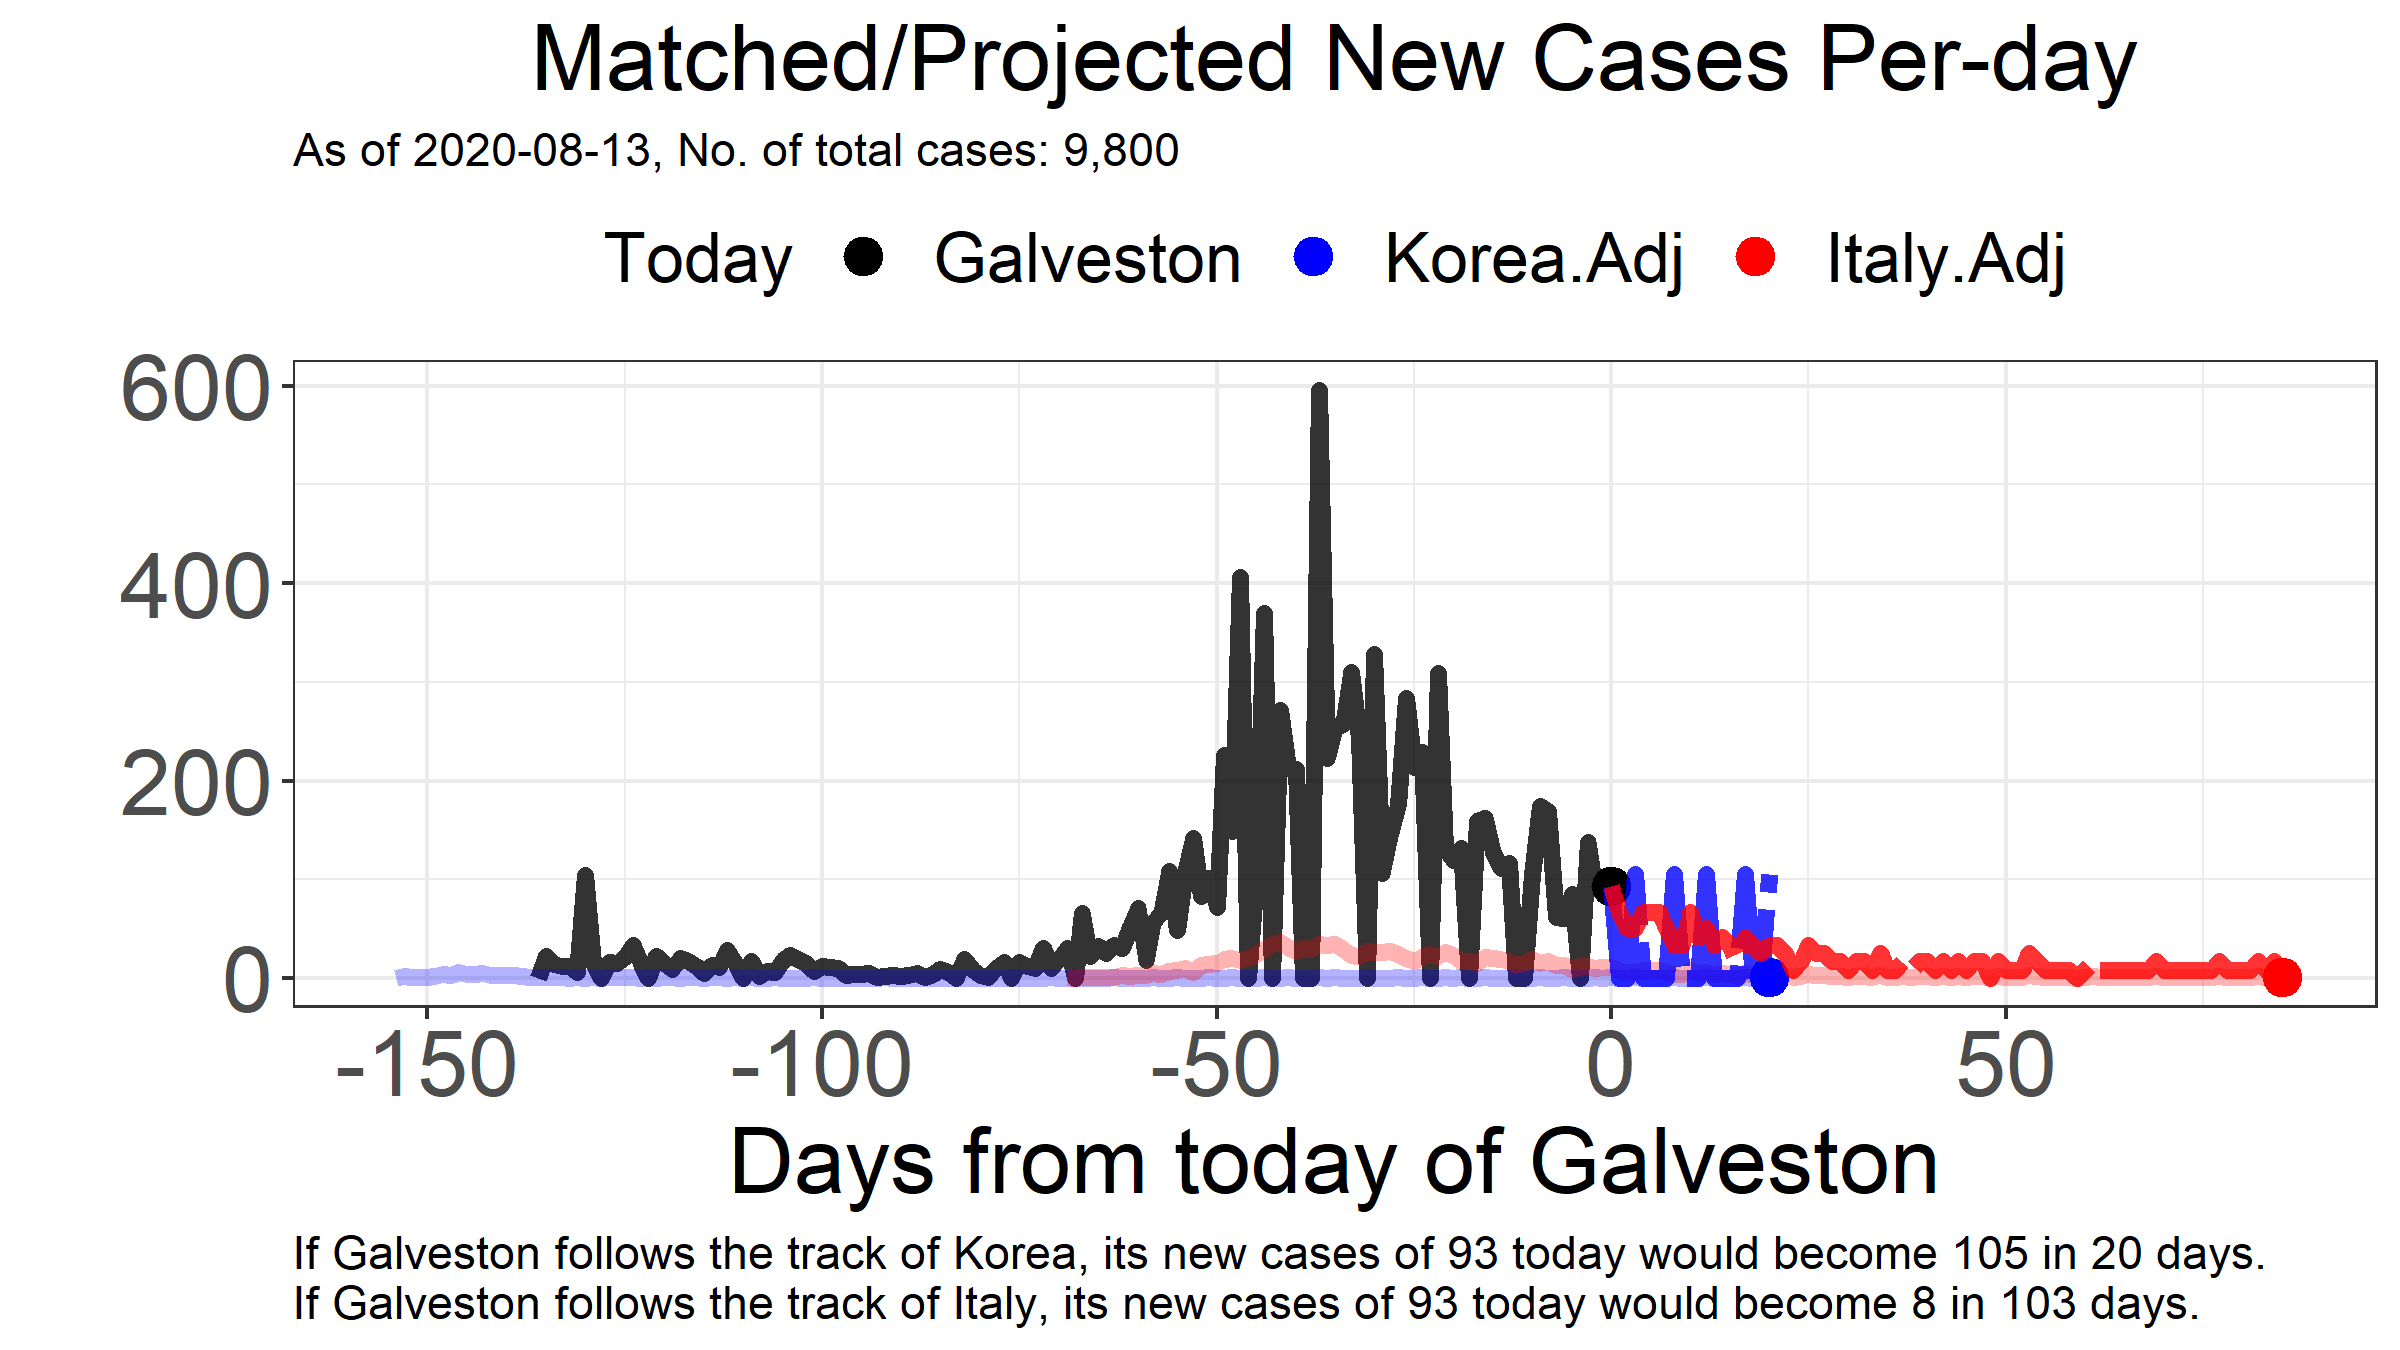 Matched/Projected New Cases Per-day
As of 2020-08-13, No. of total cases: 9,800
Today Galveston Korea.Adj Italy.Adj
600
400
200
0
-150 -100 -50 0 50
Days from today of Galveston
If Galveston follows the track of Korea, its new cases of 93 today would become 105 in 20 days.
If Galveston follows the track of Italy, its new cases of 93 today would become 8 in 103 days.